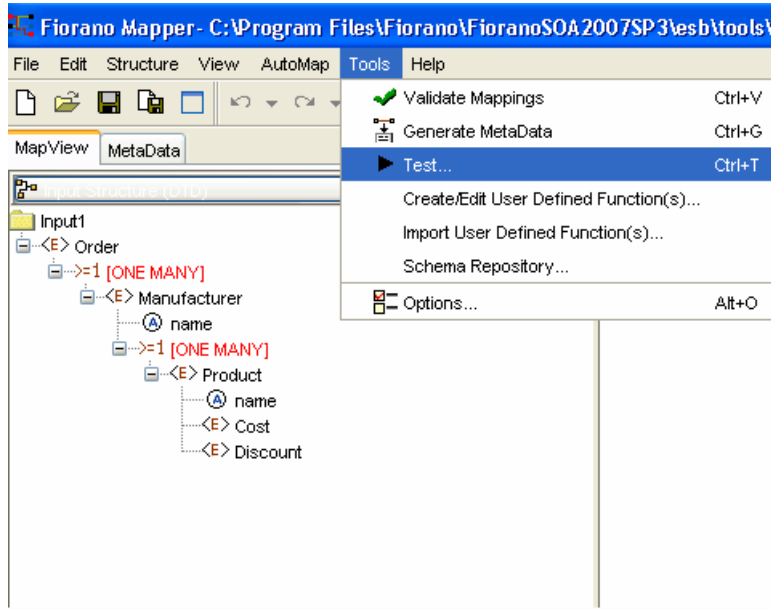 Fiorano Mapper- C:\Program Files\Fiorano\FioranoSOA2007SP3\esb\tools\
File Edit Structure View AutoMap Tools Help
Validate Mappings Ctrl+V
Generate MetaData Ctrl+G
Test... Ctrl+T
Create/Edit User Defined Function(s)...
Import User Defined Function(s)...
Schema Repository...
Options... Alt+O
MapView MetaData
Input Structure (DTD)
Input1
<E> Order
>=1 [ONE MANY]
<E> Manufacturer
A name
>=1 [ONE MANY]
<E> Product
A name
<E> Cost
<E> Discount